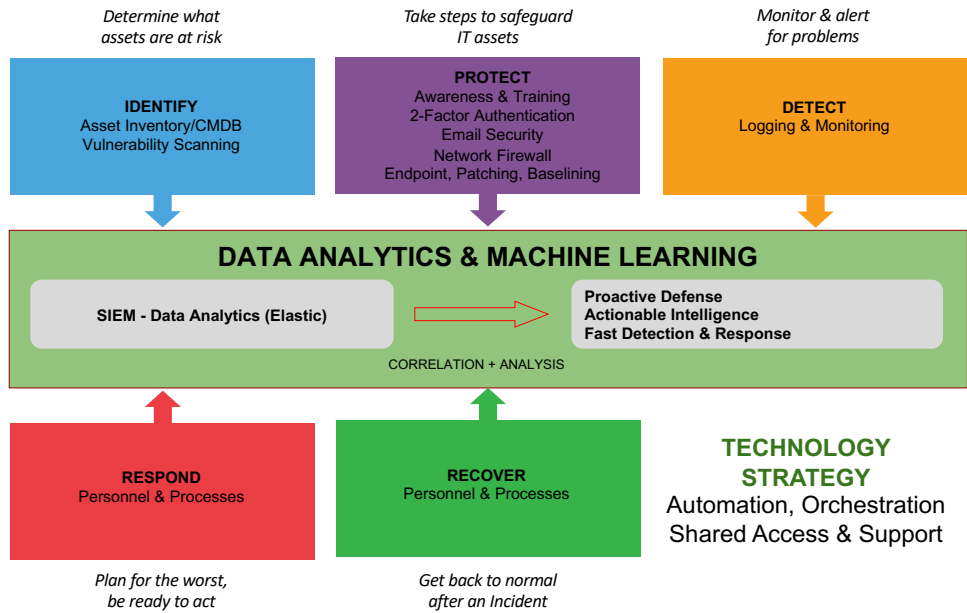 Determine what
assets are at risk
Take steps to safeguard
IT assets
Monitor & alert
for problems
IDENTIFY
Asset Inventory/CMDB
Vulnerability Scanning
PROTECT
Awareness & Training
2-Factor Authentication
Email Security
Network Firewall
Endpoint, Patching, Baselining
DETECT
Logging & Monitoring
DATA ANALYTICS & MACHINE LEARNING
SIEM - Data Analytics (Elastic)
Proactive Defense
Actionable Intelligence
Fast Detection & Response
CORRELATION + ANALYSIS
RESPOND
Personnel & Processes
RECOVER
Personnel & Processes
TECHNOLOGY
STRATEGY
Automation, Orchestration
Shared Access & Support
Plan for the worst,
be ready to act
Get back to normal
after an Incident